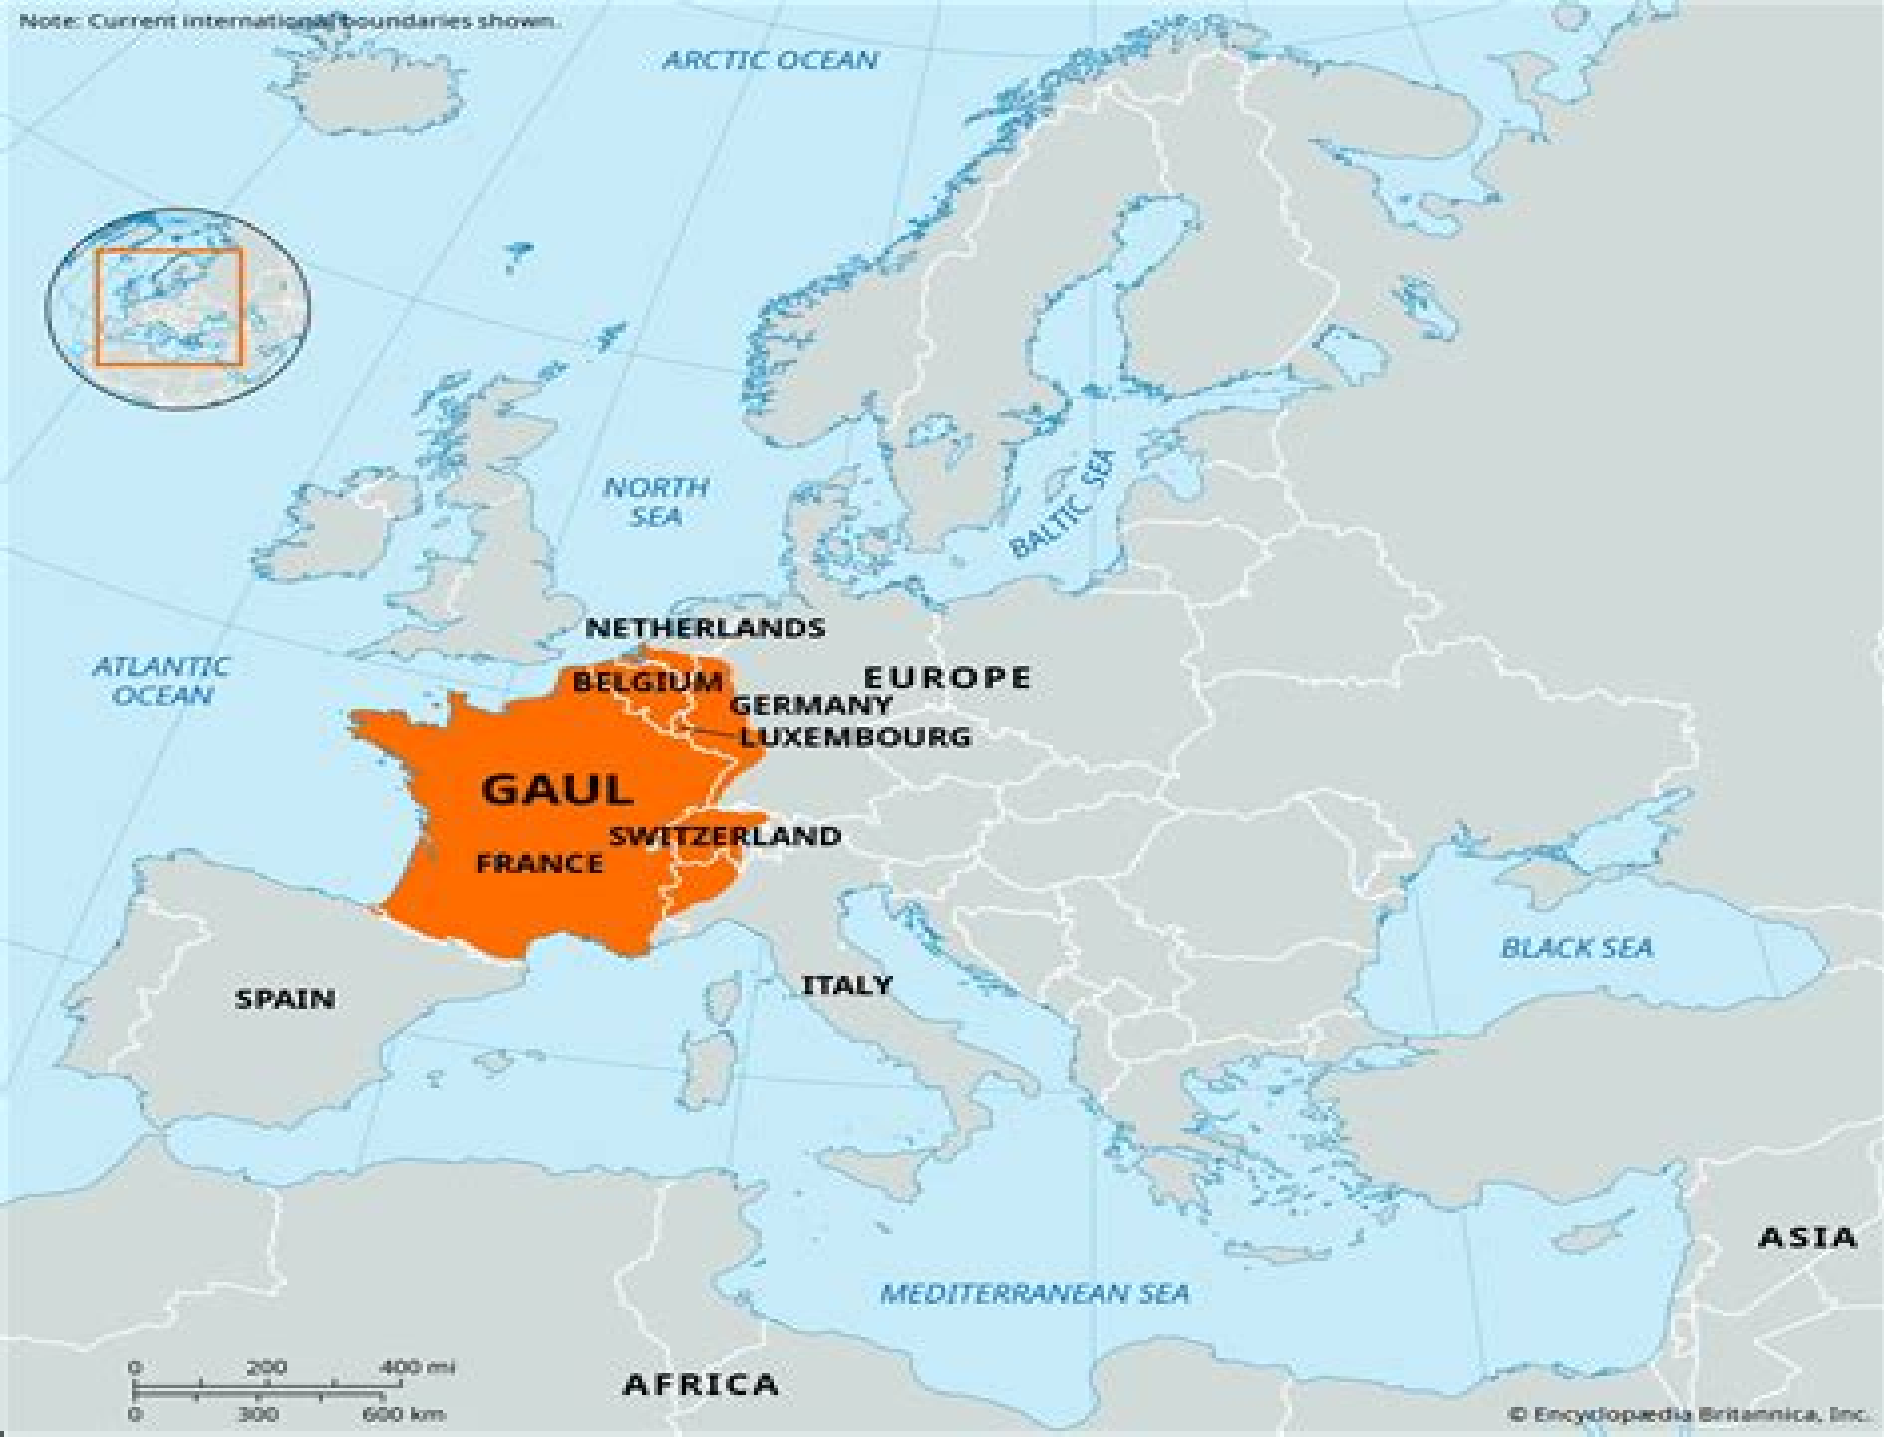 Note: Current international boundaries shown.
ARCTIC OCEAN
NORTH
SEA
BALTIC SEA
ATLANTIC
OCEAN
NETHERLANDS
BELGIUM
EUROPE
GERMANY
LUXEMBOURG
GAUL
SWITZERLAND
FRANCE
SPAIN
ITALY
BLACK SEA
MEDITERRANEAN SEA
ASIA
AFRICA
0 200 400 mi
0 300 600 km
© Encyclopædia Britannica, Inc.